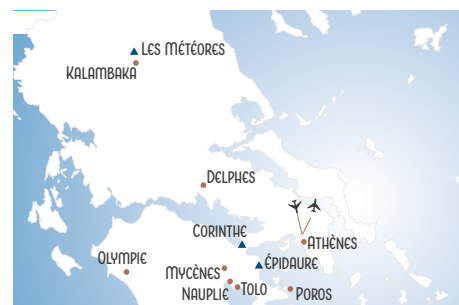 LES MÉTÉORES
KALAMBAKA
DELPHES
CORINTHE
ATHÈNES
OLYMPIE
ÉPIDAURE
MYCÈNES
NAUPLIE
TOLO
POROS